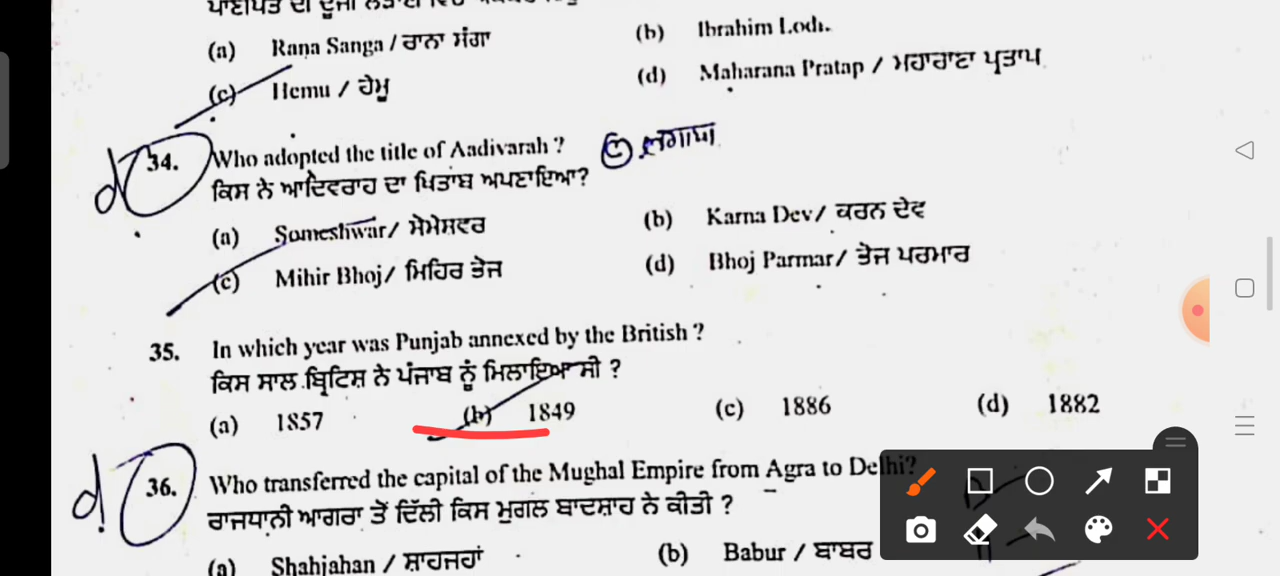 ਪਾਣੀਪਤ ਦੀ ਦੂਜੀ
(a) Rana Sanga / ਰਾਨਾ ਸੰਗਾ
(b) Ibrahim Lodi.
(c) Hemu / ਹੇਮੂ
(d) Maharana Pratap / ਮਹਾਰਾਣਾ ਪ੍ਰਤਾਪ
d 34. Who adopted the title of Aadivarah ?
ਕਿਸ ਨੇ ਆਦਿਵਰਾਹ ਦਾ ਖਿਤਾਬ ਅਪਣਾਇਆ?
(a) Someshwar/ ਸੋਮੇਸ਼ਵਰ
(b) Karna Dev/ ਕਰਨ ਦੇਵ
(c) Mihir Bhoj/ ਮਿਹਿਰ ਭੋਜ
(d) Bhoj Parmar/ ਭੋਜ ਪਰਮਾਰ
35. In which year was Punjab annexed by the British ?
ਕਿਸ ਸਾਲ ਬ੍ਰਿਟਿਸ਼ ਨੇ ਪੰਜਾਬ ਨੂੰ ਮਿਲਾਇਆ ਸੀ ?
(a) 1857 (b) 1849 (c) 1886 (d) 1882
d 36. Who transferred the capital of the Mughal Empire from Agra to Delhi?
ਰਾਜਧਾਨੀ ਆਗਰਾ ਤੋਂ ਦਿੱਲੀ ਕਿਸ ਮੁਗਲ ਬਾਦਸ਼ਾਹ ਨੇ ਕੀਤੀ ?
(a) Shahjahan / ਸ਼ਾਹਜਹਾਂ
(b) Babur / ਬਾਬਰ